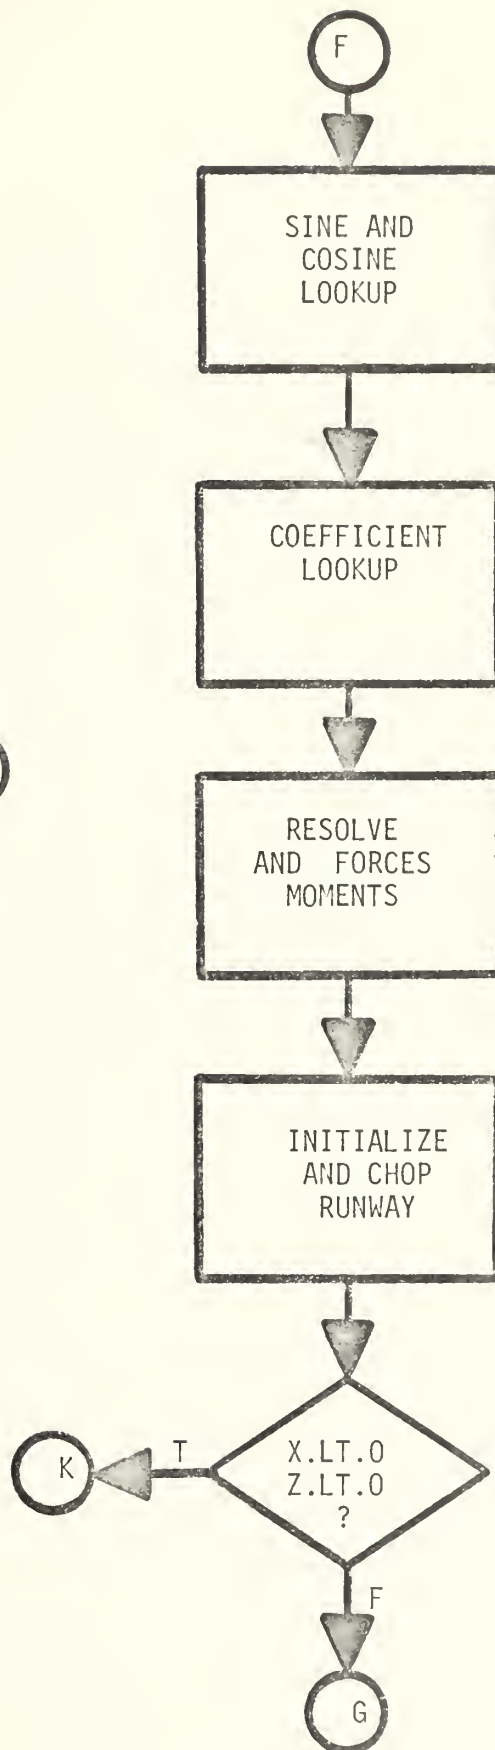 F
SINE AND
COSINE
LOOKUP
COEFFICIENT
LOOKUP
RESOLVE
AND FORCES
MOMENTS
INITIALIZE
AND CHOP
RUNWAY
X.LT.0
Z.LT.0
?
T
K
F
G